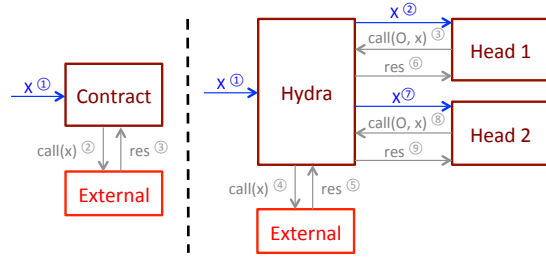 x ①
Contract
call(x) ②
res ③
External
x ①
Hydra
x ②
call(O, x) ③
res ⑥
Head 1
x⑦
call(O, x) ⑧
res ⑨
Head 2
call(x) ④
res ⑤
External